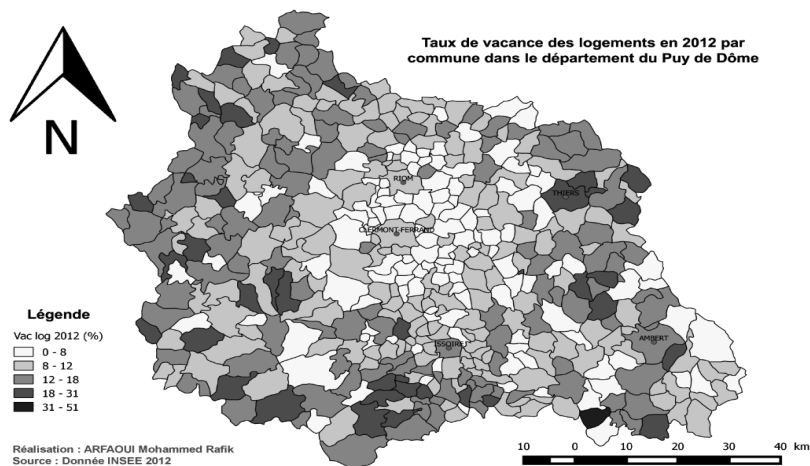 Taux de vacance des logements en 2012 par
commune dans le département du Puy de Dôme
N
RIOM
THIERS
CLERMONT-FERRAND
ISSOIRE
AMBERT
Légende
Vac log 2012 (%)
0 - 8
8 - 12
12 - 18
18 - 31
31 - 51
Réalisation : ARFAOUI Mohammed Rafik
Source : Donnée INSEE 2012
10 0 10 20 30 40 km